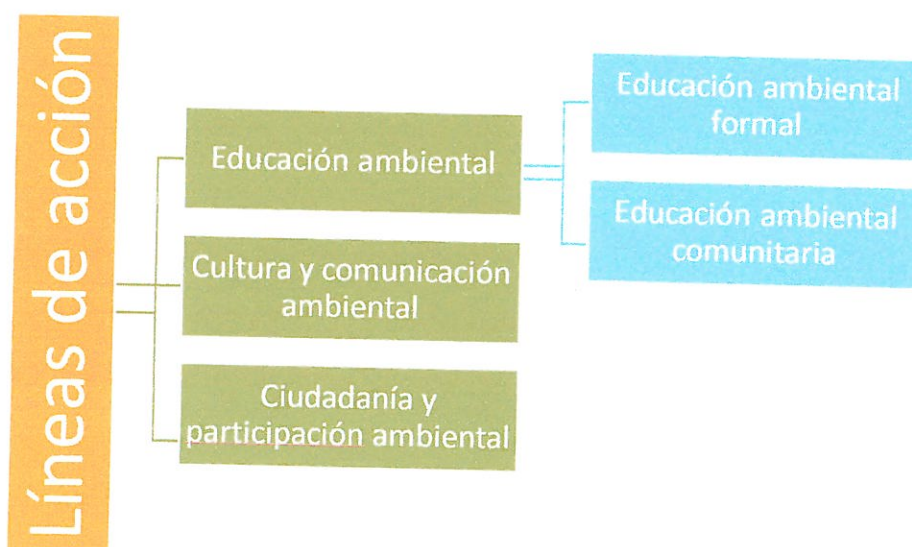 Líneas de acción
Educación ambiental
Educación ambiental
formal
Educación ambiental
comunitaria
Cultura y comunicación
ambiental
Ciudadanía y
participación ambiental